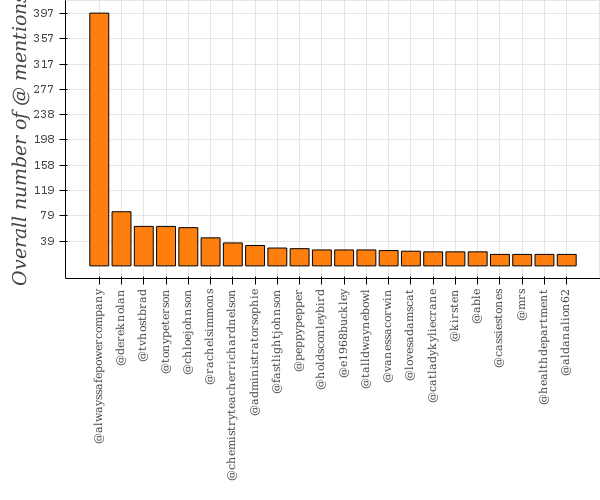 Overall number of @ mentions
397
357
317
277
238
198
158
119
79
39
@alwayssafepowercompany
@dereknolan
@tvhostbrad
@tonypeterson
@chloejohnson
@rachelsimmons
@chemistryteacherrichardnelson
@administratorsophie
@fastlightjohnson
@peppypepper
@holdsconleybird
@e1968buckley
@talldwaynebowl
@vanessacorwin
@lovesadamscat
@catladykyliecrane
@kirsten
@able
@cassiestones
@mrs
@healthdepartment
@aldanalion62